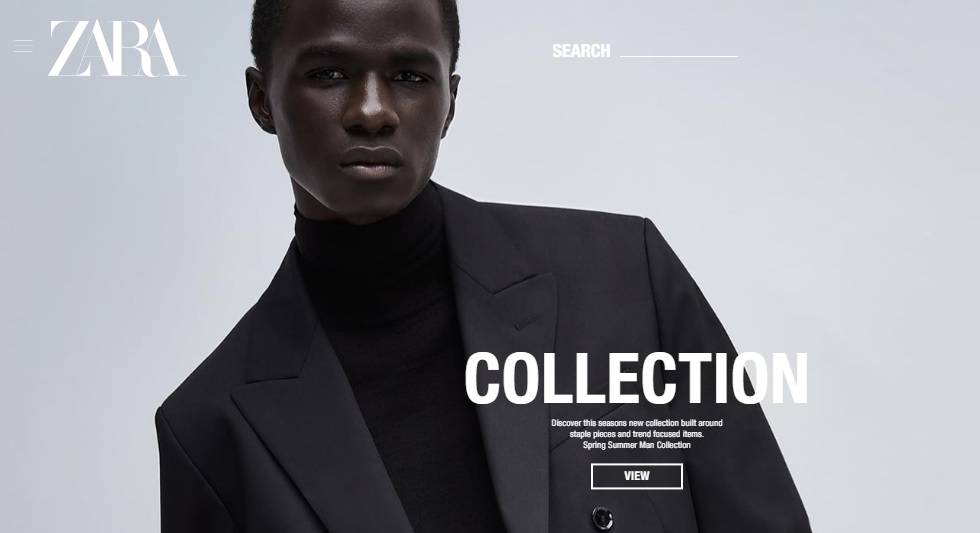 ZARA
SEARCH
COLLECTION
Discover this seasons new collection built around
staple pieces and trend focused items.
Spring Summer Man Collection
VIEW